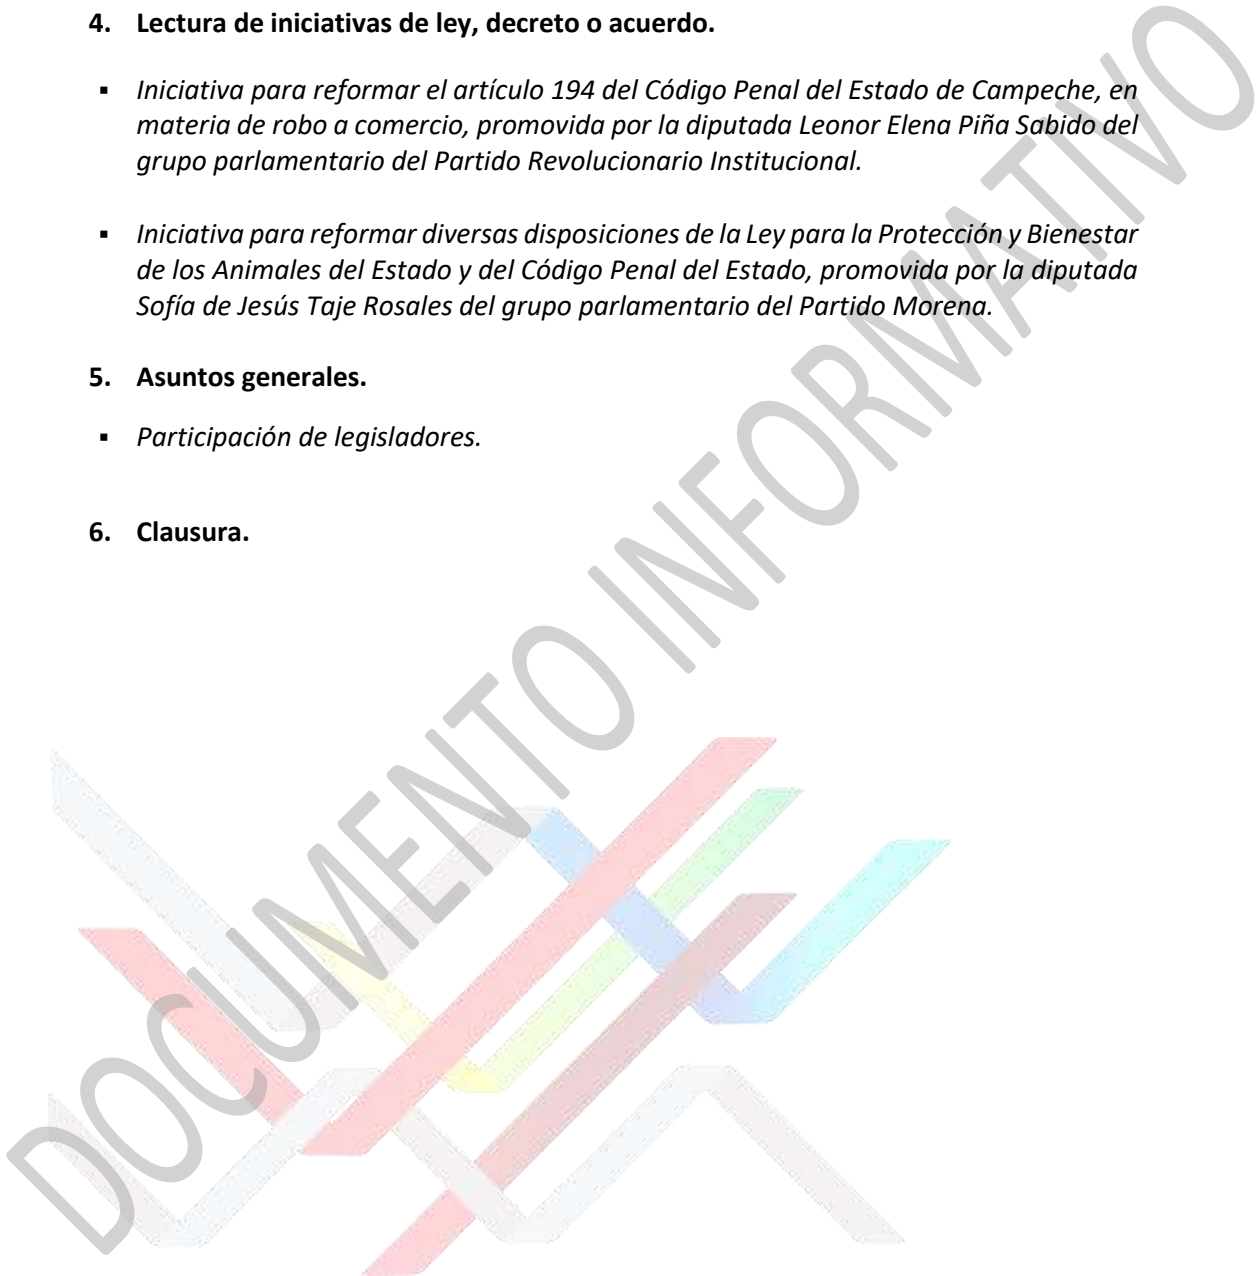 4. Lectura de iniciativas de ley, decreto o acuerdo.
▪ Iniciativa para reformar el artículo 194 del Código Penal del Estado de Campeche, en
materia de robo a comercio, promovida por la diputada Leonor Elena Piña Sabido del
grupo parlamentario del Partido Revolucionario Institucional.
▪ Iniciativa para reformar diversas disposiciones de la Ley para la Protección y Bienestar
de los Animales del Estado y del Código Penal del Estado, promovida por la diputada
Sofía de Jesús Taje Rosales del grupo parlamentario del Partido Morena.
5. Asuntos generales.
▪ Participación de legisladores.
6. Clausura.
DOCUMENTO INFORMATIVO